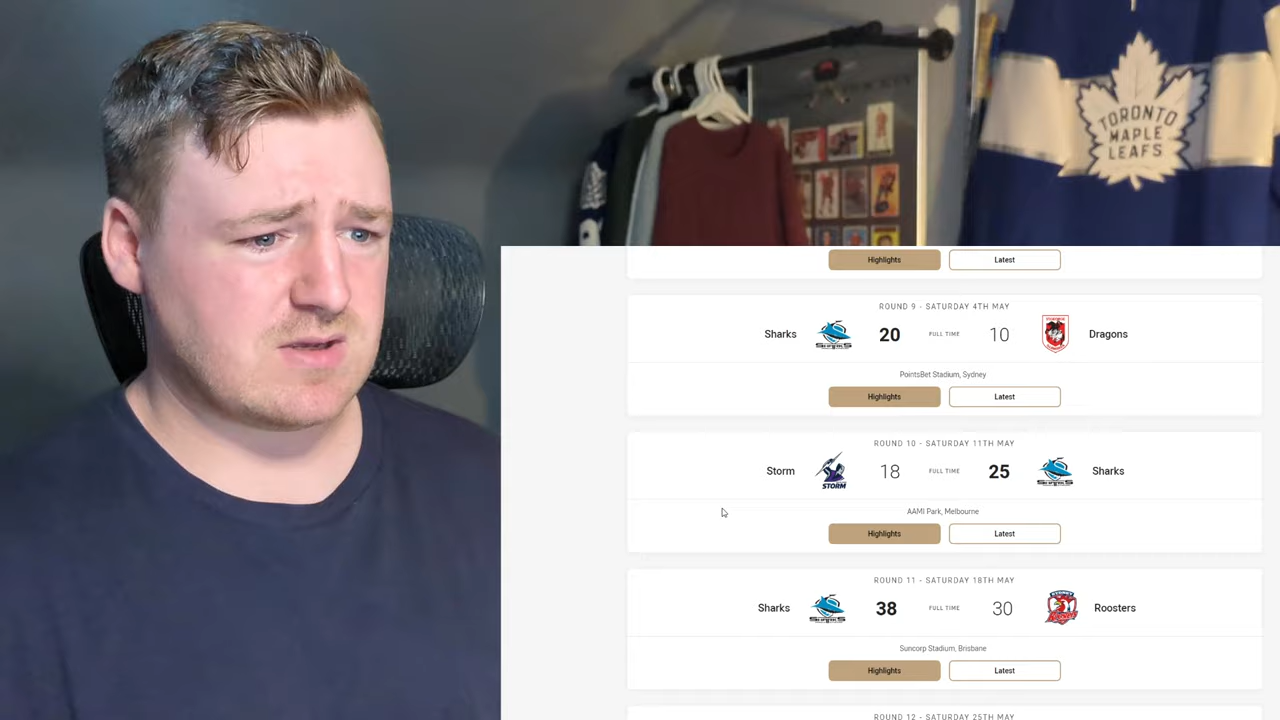 TORONTO
MAPLE
LEAFS
Highlights
Latest
ROUND 9 - SATURDAY 4TH MAY
Sharks
20
FULL TIME
10
Dragons
PointsBet Stadium, Sydney
Highlights
Latest
ROUND 10 - SATURDAY 11TH MAY
Storm
STORM
18
FULL TIME
25
Sharks
AAMI Park, Melbourne
Highlights
Latest
ROUND 11 - SATURDAY 18TH MAY
Sharks
38
FULL TIME
30
Roosters
Suncorp Stadium, Brisbane
Highlights
Latest
ROUND 12 - SATURDAY 25TH MAY